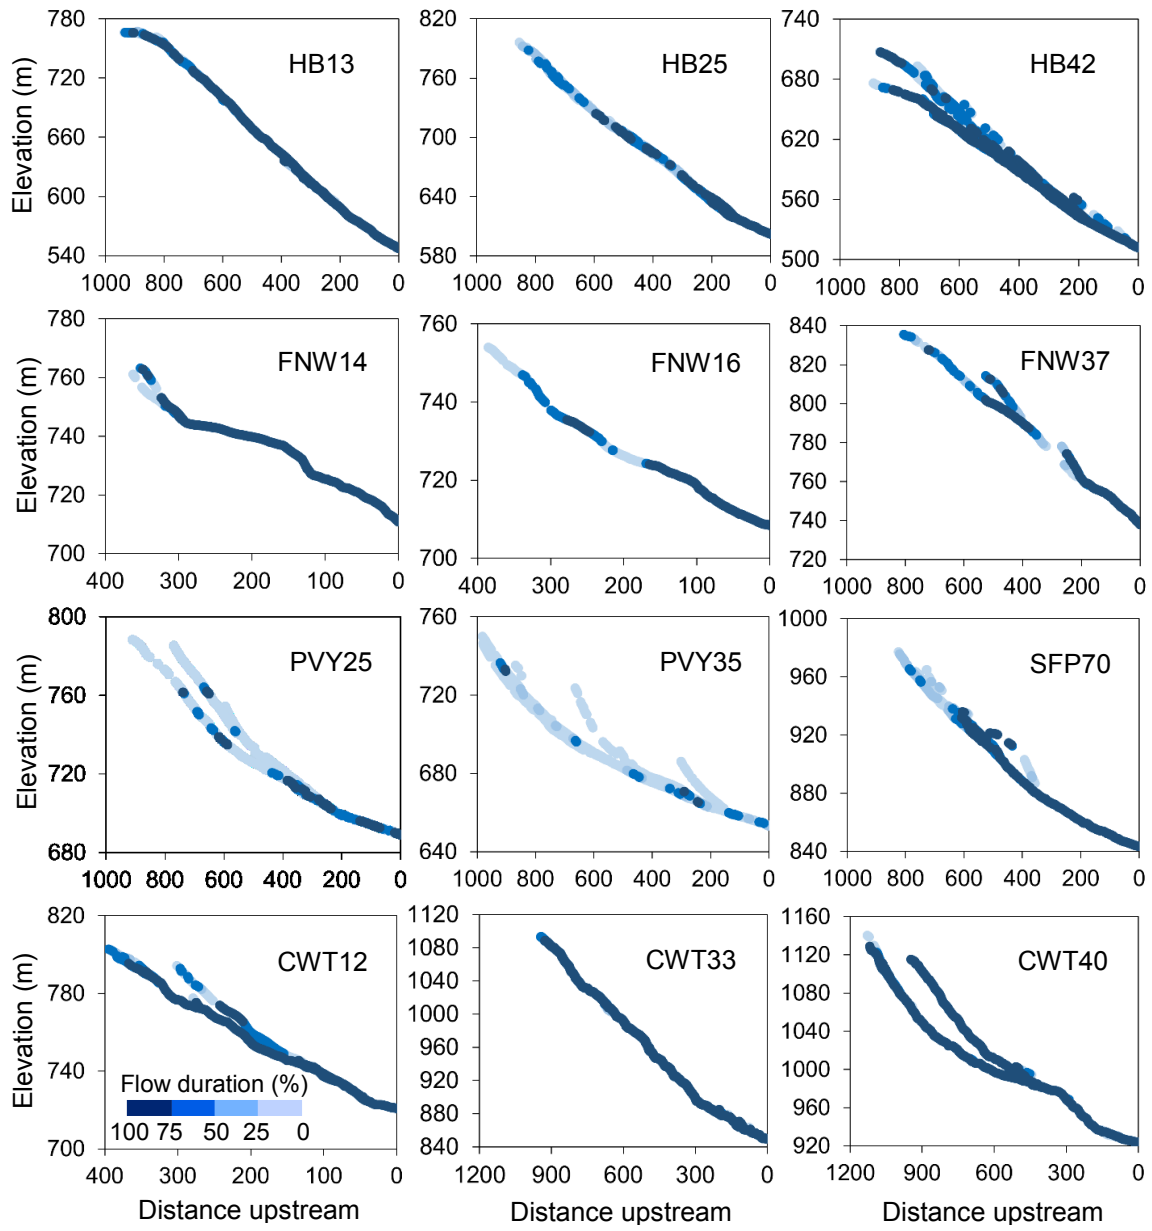 Elevation (m)
780
720
660
600
540
1000 800 600 400 200 0
HB13
820
760
700
640
580
1000 800 600 400 200 0
HB25
740
680
620
560
500
1000 800 600 400 200 0
HB42
Elevation (m)
780
760
740
720
700
400 300 200 100 0
FNW14
760
740
720
700
400 300 200 100 0
FNW16
840
820
800
780
760
740
720
1000 800 600 400 200 0
FNW37
Elevation (m)
800
760
720
680
1000 800 600 400 200 0
PVY25
760
720
680
640
1000 800 600 400 200 0
PVY35
1000
960
920
880
840
1000 800 600 400 200 0
SFP70
Elevation (m)
820
780
740
700
400 300 200 100 0
CWT12
Flow duration (%)
100 75 50 25 0
1120
1080
1040
1000
960
920
880
840
1200 900 600 300 0
CWT33
1160
1120
1080
1040
1000
960
920
1200 900 600 300 0
CWT40
Distance upstream
Distance upstream
Distance upstream